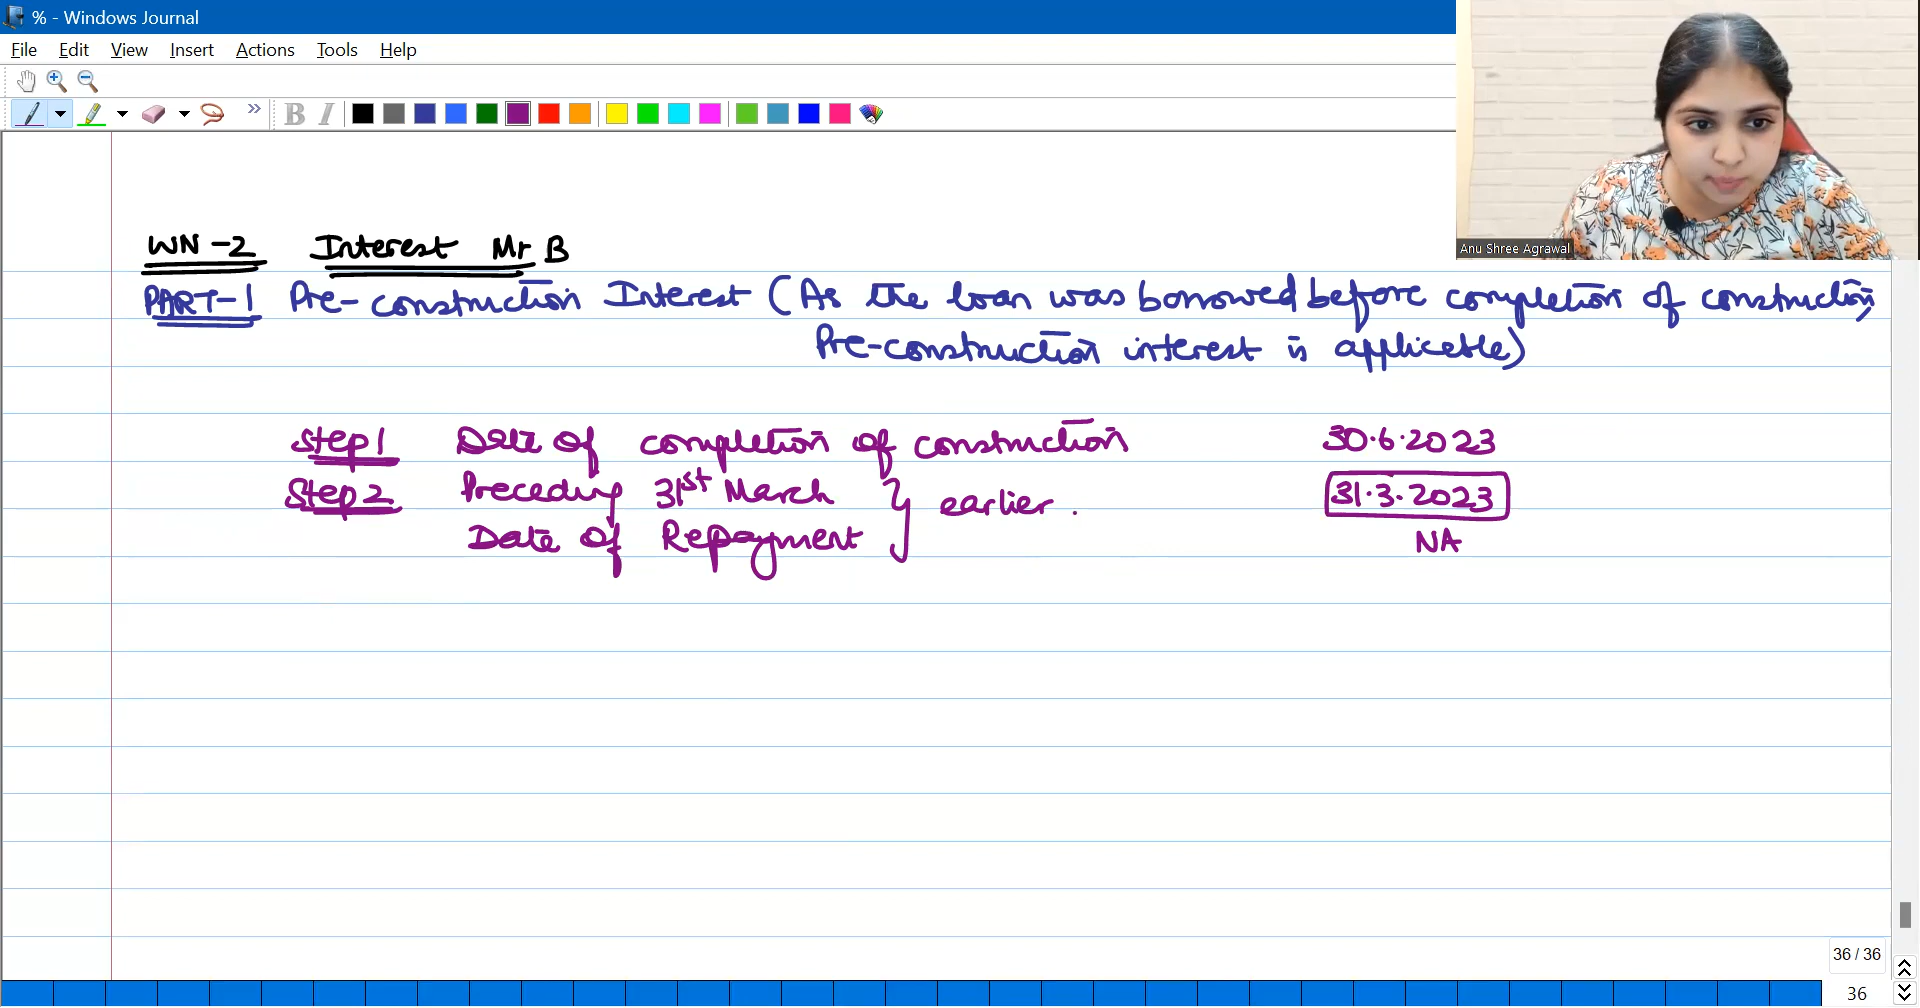 % - Windows Journal
File Edit View Insert Actions Tools Help
B I
Anu Shree Agrawal
WN-2 Interest Mr B
PART-1 Pre-construction Interest (As the loan was borrowed before completion of construction,
Pre-construction interest is applicable)
Step1 Date of completion of construction 30.6.2023
Step2 Preceding 31st March } earlier. 31.3.2023
Date of Repayment NA
36 / 36
36